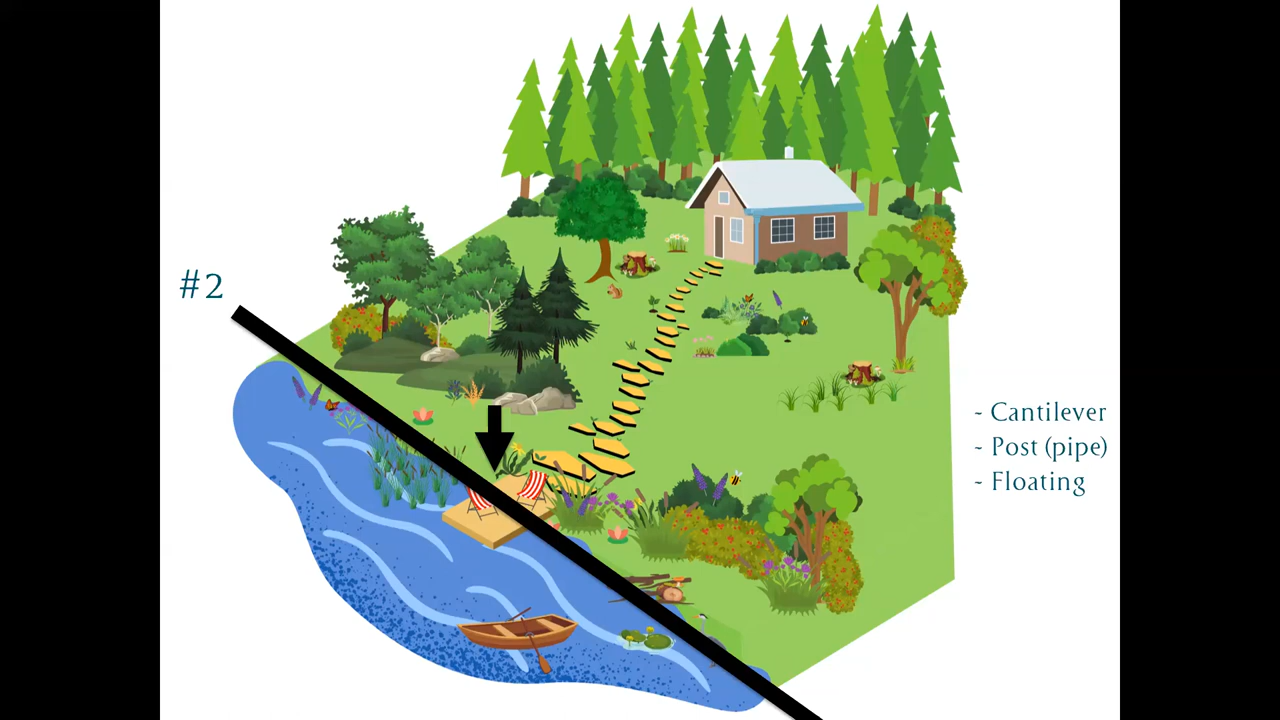 #2
~ Cantilever
~ Post (pipe)
~ Floating